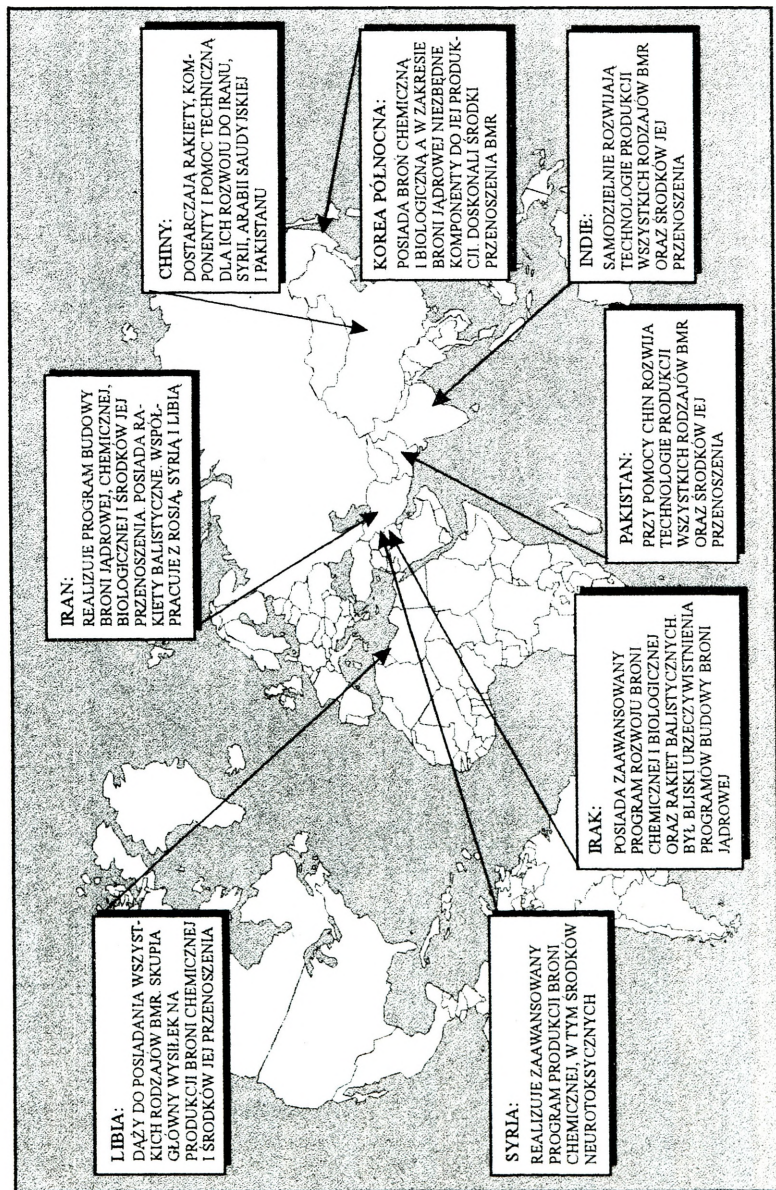 LIBIA:
DĄŻY DO POSIADANIA WSZYST-
KICH RODZAJÓW BMR. SKUPIA
GŁÓWNY WYSIŁEK NA
PRODUKCJI BRONI CHEMICZNEJ
I ŚRODKÓW JEJ PRZENOSZENIA
IRAN:
REALIZUJE PROGRAM BUDOWY
BRONI JĄDROWEJ, CHEMICZNEJ,
BIOLOGICZNEJ I ŚRODKÓW JEJ
PRZENOSZENIA. POSIADA RA-
KIETY BALISTYCZNE. WSPÓŁ-
PRACUJE Z ROSJĄ, SYRIĄ I LIBIĄ
CHINY:
DOSTARCZAJĄ RAKIETY, KOM-
PONENTY I POMOC TECHNICZNĄ
DLA ICH ROZWOJU DO IRANU,
SYRII, ARABII SAUDYJSKIEJ
I PAKISTANU
KOREA PÓŁNOCNA:
POSIADA BROŃ CHEMICZNĄ
I BIOLOGICZNĄ A W ZAKRESIE
BRONI JĄDROWEJ NIEZBĘDNE
KOMPONENTY DO JEJ PRODUK-
CJI. DOSKONALI ŚRODKI
PRZENOSZENIA BMR
SYRIA:
REALIZUJE ZAAWANSOWANY
PROGRAM PRODUKCJI BRONI
CHEMICZNEJ, W TYM ŚRODKÓW
NEUROTOKSYCZNYCH
IRAK:
POSIADA ZAAWANSOWANY
PROGRAM ROZWOJU BRONI
CHEMICZNEJ I BIOLOGICZNEJ
ORAZ RAKIET BALISTYCZNYCH.
BYŁ BLISKI URZECZYWISTNIENIA
PROGRAMÓW BUDOWY BRONI
JĄDROWEJ
PAKISTAN:
PRZY POMOCY CHIN ROZWIJA
TECHNOLOGIE PRODUKCJI
WSZYSTKICH RODZAJÓW BMR
ORAZ ŚRODKÓW JEJ
PRZENOSZENIA
INDIE:
SAMODZIELNIE ROZWIJAJĄ
TECHNOLOGIE PRODUKCJI
WSZYSTKICH RODZAJÓW BMR
ORAZ ŚRODKÓW JEJ
PRZENOSZENIA